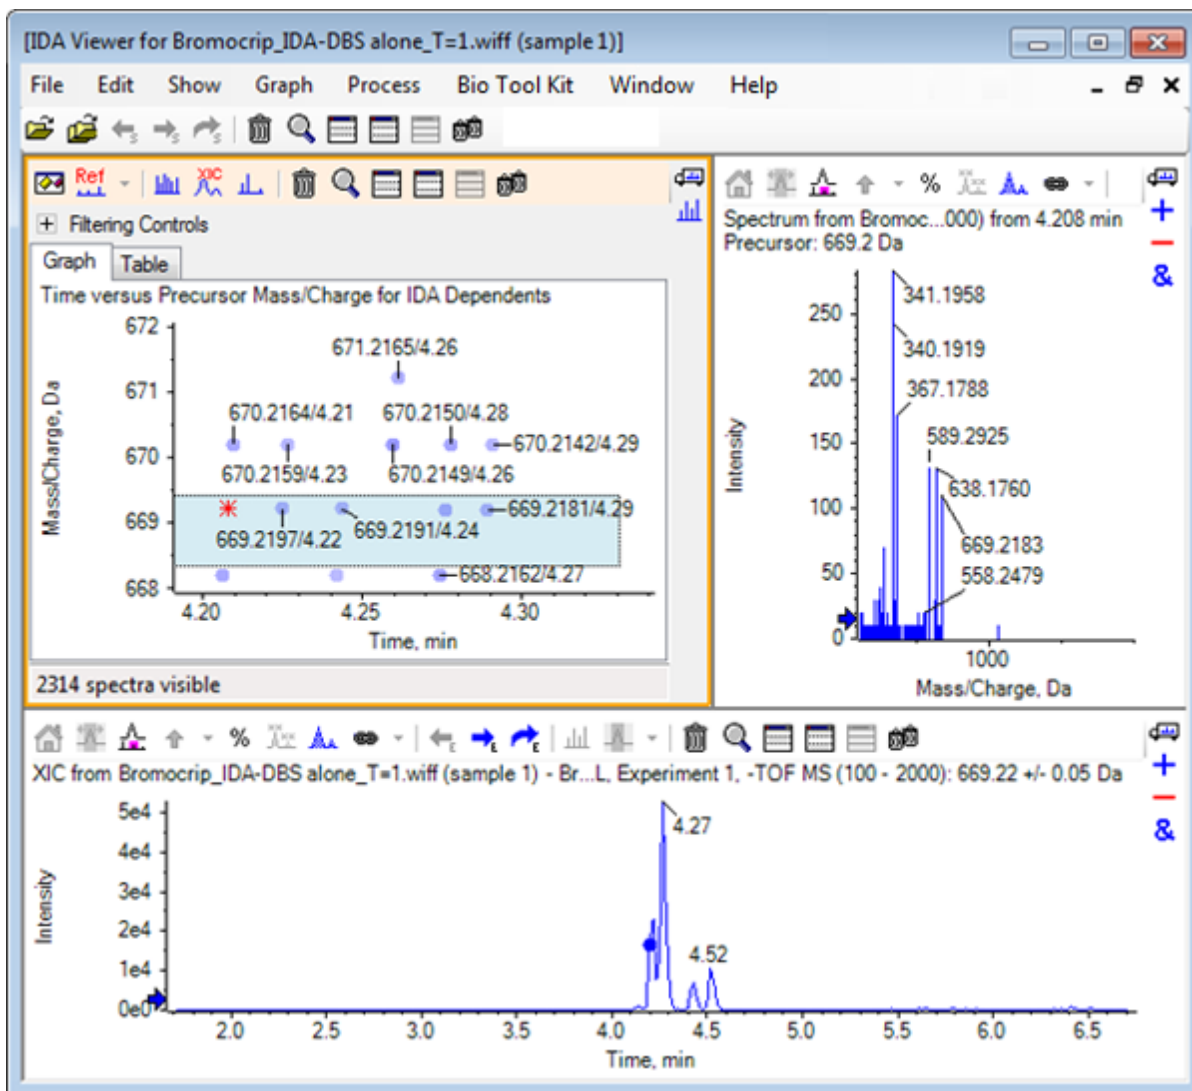 [IDA Viewer for Bromocrip_IDA-DBS alone_T=1.wiff (sample 1)]
File Edit Show Graph Process Bio Tool Kit Window Help
Ref XIC
Filtering Controls
Graph Table
Time versus Precursor Mass/Charge for IDA Dependents
Mass/Charge, Da
672
671
670
669
668
671.2165/4.26
670.2164/4.21 670.2150/4.28
670.2142/4.29
670.2159/4.23 670.2149/4.26
669.2181/4.29
669.2197/4.22 669.2191/4.24
668.2162/4.27
4.20 4.25 4.30
Time, min
2314 spectra visible
%
Spectrum from Bromoc...000) from 4.208 min
Precursor: 669.2 Da
+
&
Intensity
250
200
150
100
50
0
341.1958
340.1919
367.1788
589.2925
638.1760
669.2183
558.2479
1000
Mass/Charge, Da
%
XIC from Bromocrip_IDA-DBS alone_T=1.wiff (sample 1) - Br...L, Experiment 1, -TOF MS (100 - 2000): 669.22 +/- 0.05 Da
+
&
Intensity
5e4
4e4
3e4
2e4
1e4
0e0
4.27
4.52
2.0 2.5 3.0 3.5 4.0 4.5 5.0 5.5 6.0 6.5
Time, min